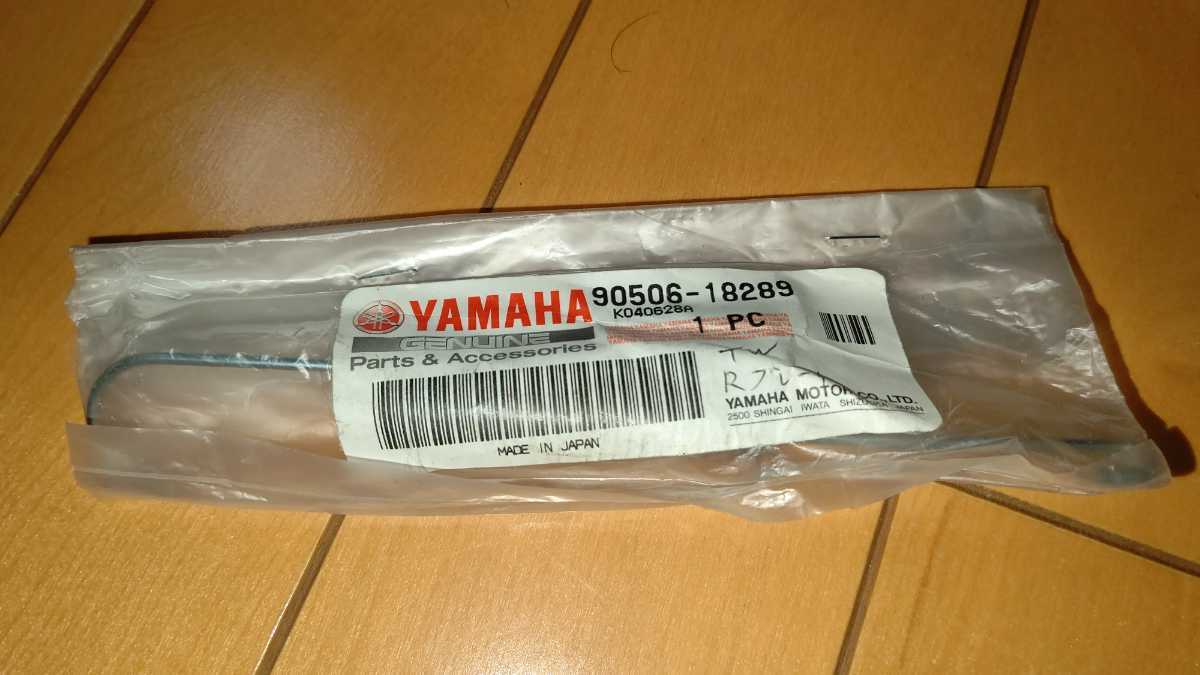 YAMAHA 90506-18289
K040628A
GENUINE 1 PC
Parts & Accessories
TW
Rブレーキ
YAMAHA MOTOR CO., LTD.
2500 SHINGAI IWATA SHIZUOKA JAPAN
MADE IN JAPAN